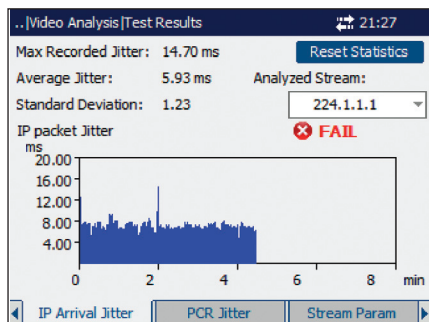 ..|Video Analysis|Test Results 21:27
Max Recorded Jitter: 14.70 ms Reset Statistics
Average Jitter: 5.93 ms Analyzed Stream:
Standard Deviation: 1.23 224.1.1.1
IP packet Jitter FAIL
ms
20.00
16.00
12.00
8.00
4.00
0 2 4 6 8 min
IP Arrival Jitter PCR Jitter Stream Param